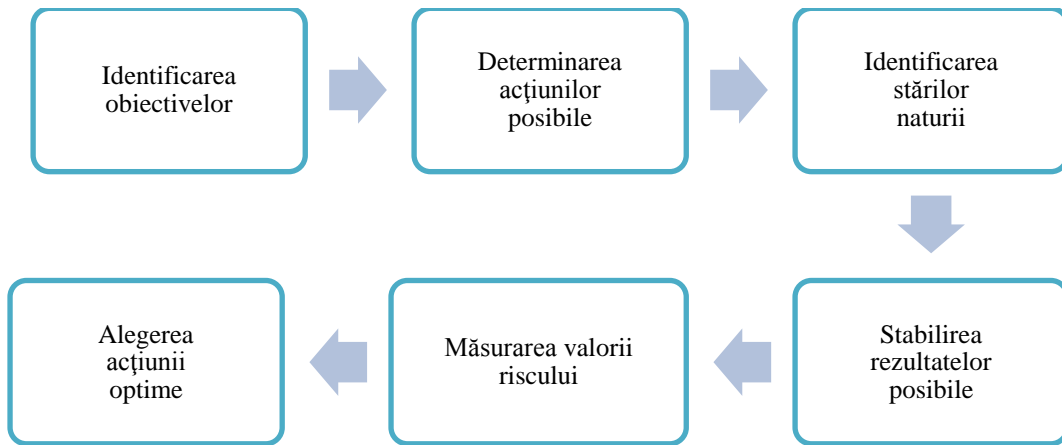 Identificarea
obiectivelor
Determinarea
acţiunilor
posibile
Identificarea
stărilor
naturii
Stabilirea
rezultatelor
posibile
Măsurarea valorii
riscului
Alegerea
acţiunii
optime